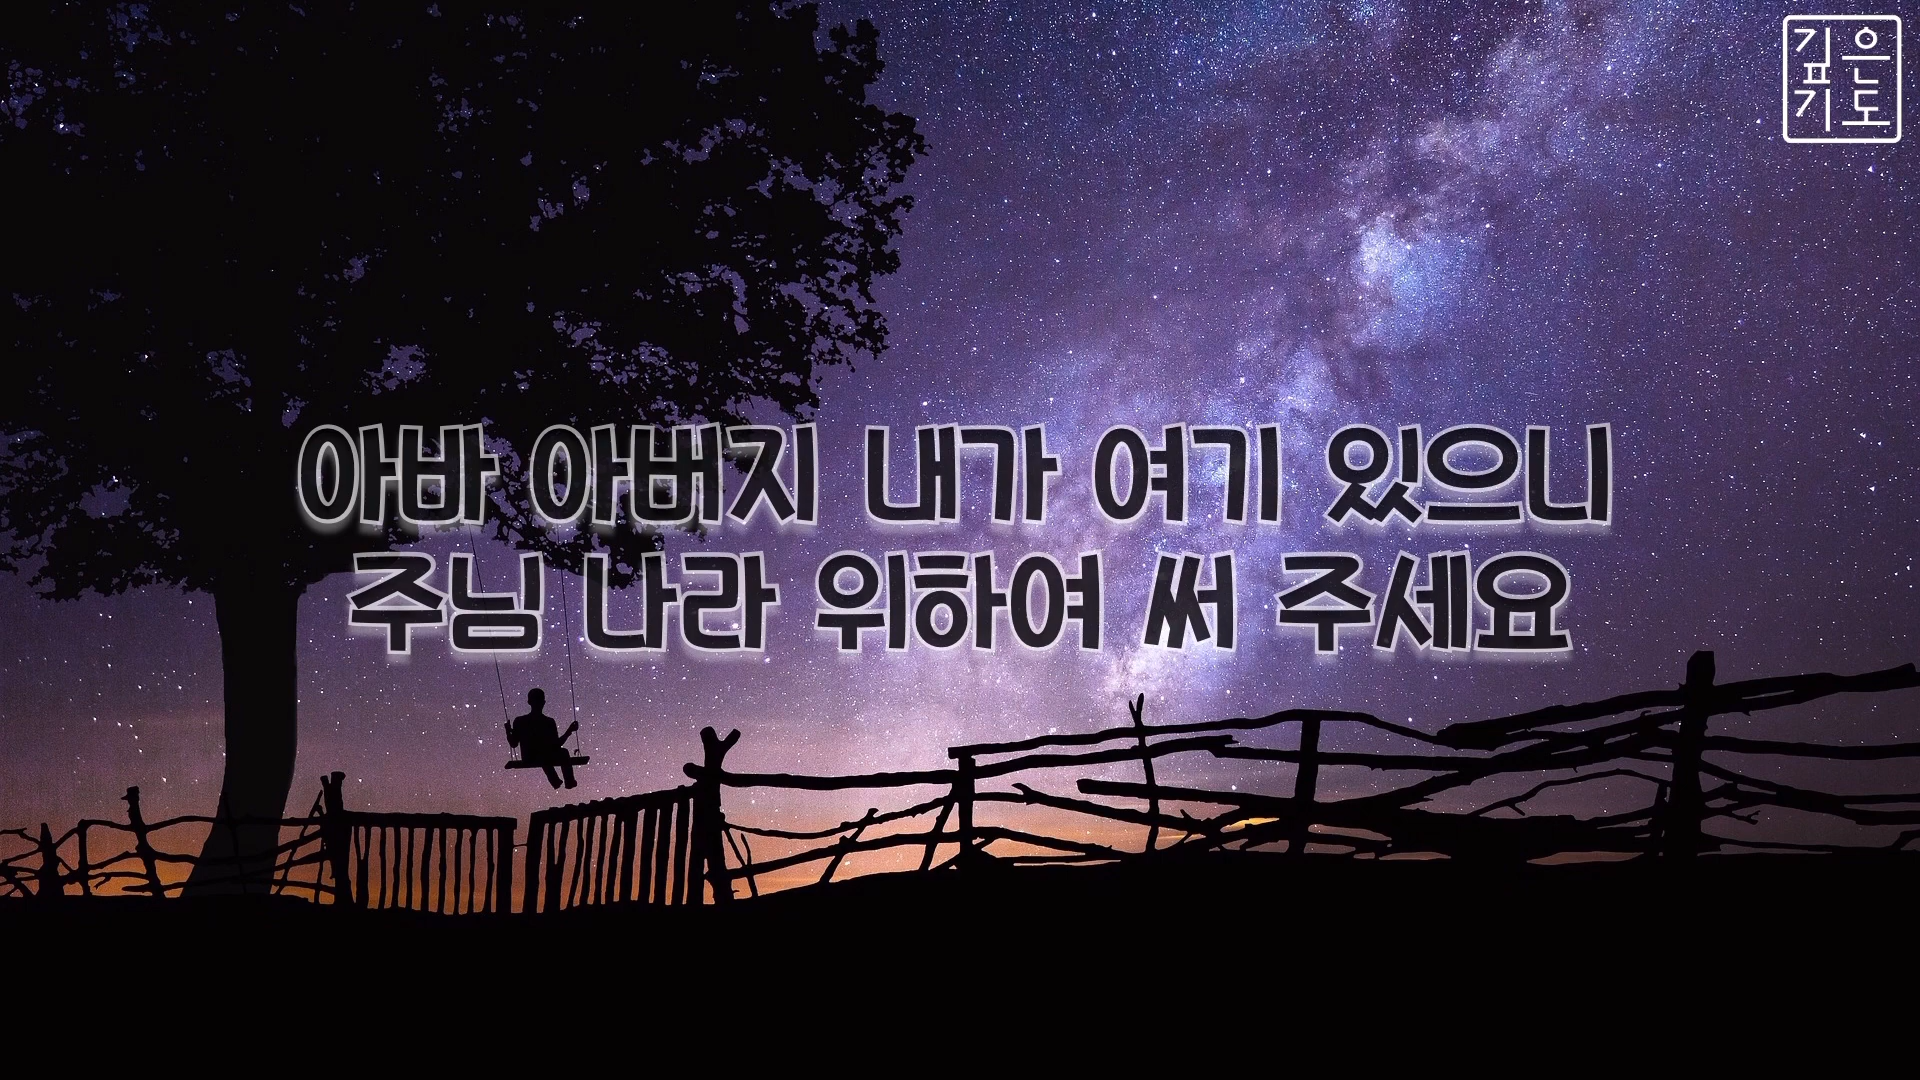 깊은
기도
아바 아버지 내가 여기 있으니
주님 나라 위하여 써 주세요